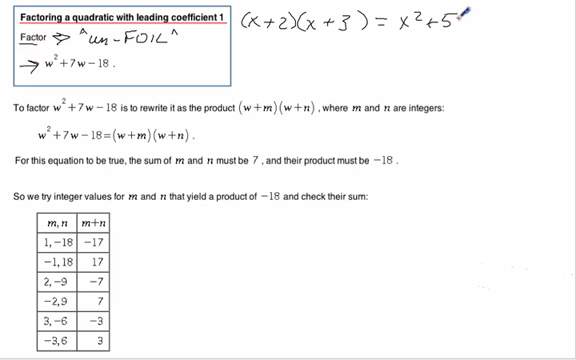 Factoring a quadratic with leading coefficient 1
(x+2)(x+3) = x²+5
Factor → "un-FOIL"
→ w²+7w−18.
To factor w²+7w−18 is to rewrite it as the product (w+m)(w+n), where m and n are integers:
w²+7w−18=(w+m)(w+n).
For this equation to be true, the sum of m and n must be 7, and their product must be −18.
So we try integer values for m and n that yield a product of −18 and check their sum:
m,n m+n
1,−18 −17
−1,18 17
2,−9 −7
−2,9 7
3,−6 −3
−3,6 3